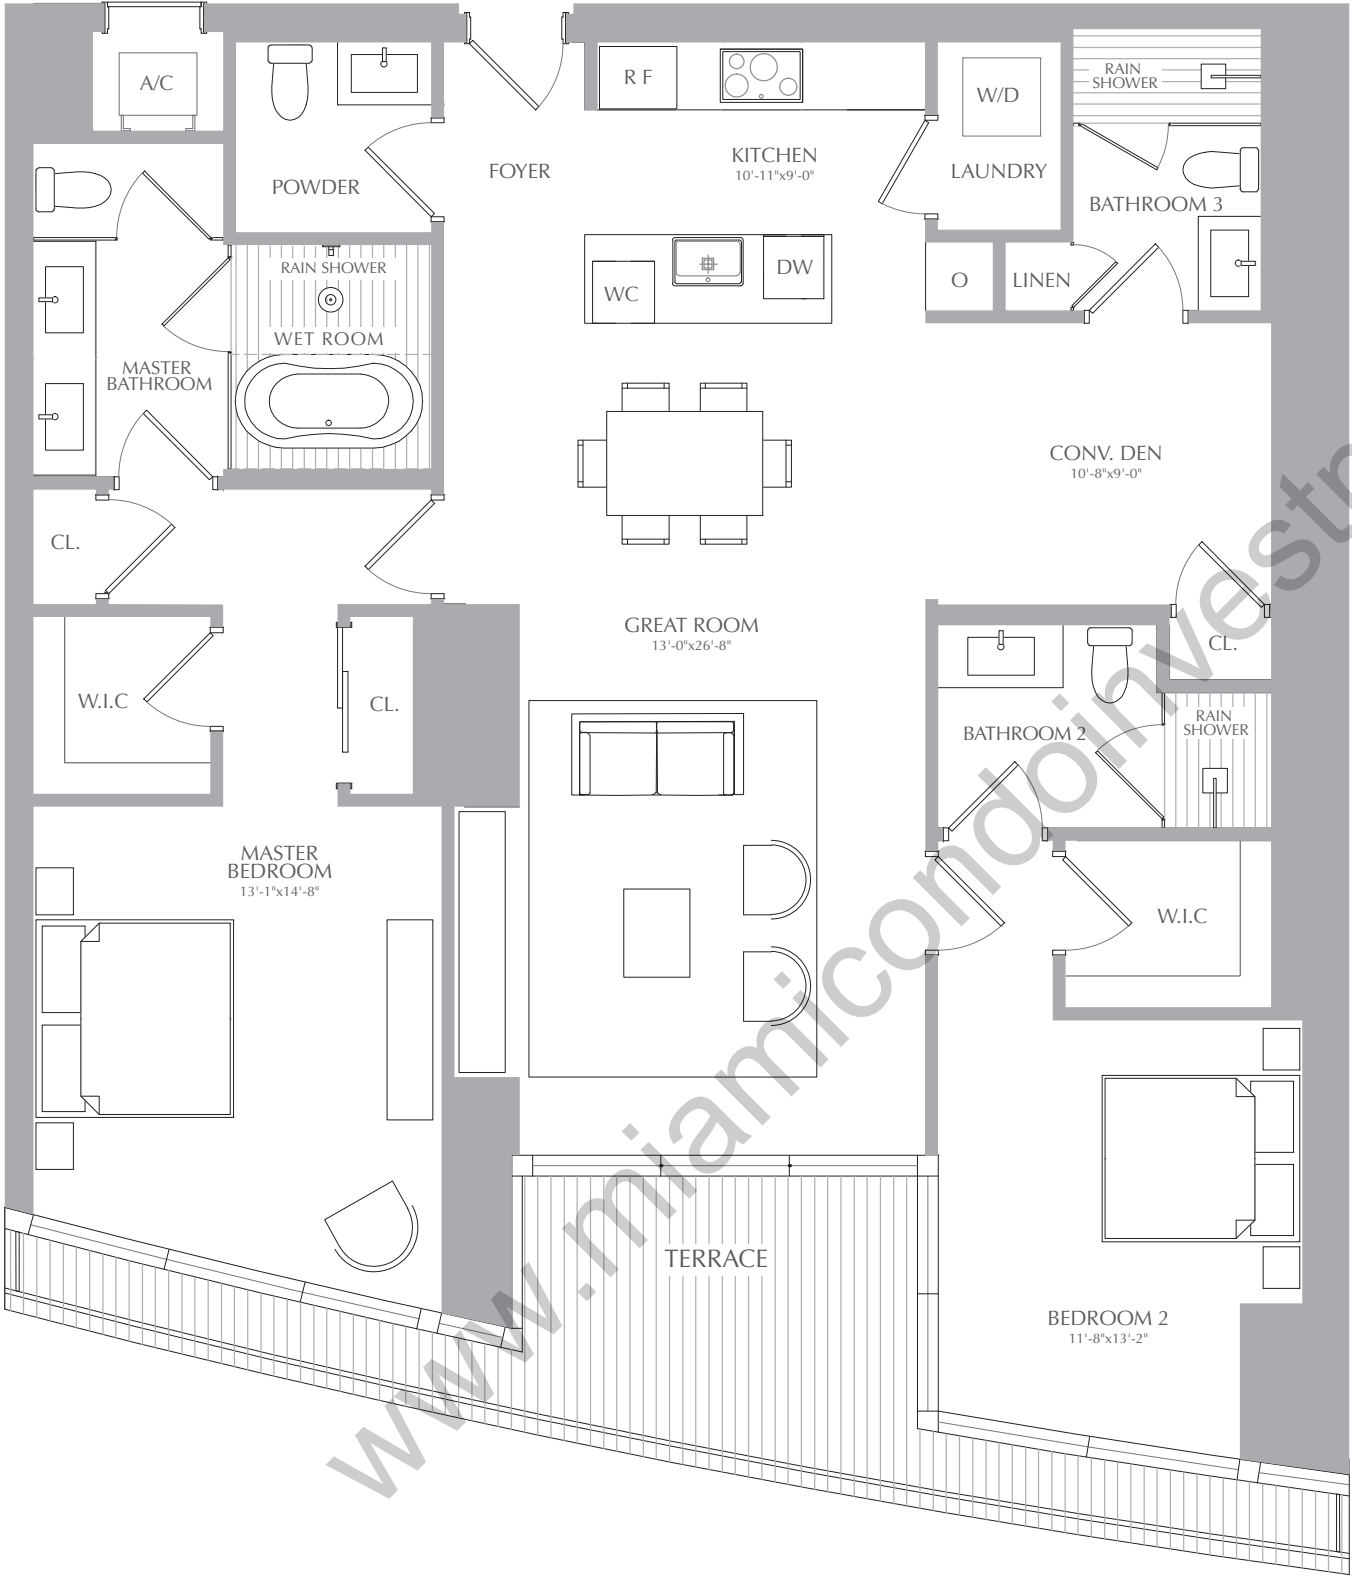 A/C
R F
W/D
RAIN
SHOWER
KITCHEN
10'-11"x9'-0"
FOYER
LAUNDRY
POWDER
BATHROOM 3
RAIN SHOWER
WC
DW
O
LINEN
WET ROOM
MASTER
BATHROOM
CONV. DEN
10'-8"x9'-0"
CL.
GREAT ROOM
13'-0"x26'-8"
CL.
W.I.C
CL.
BATHROOM 2
RAIN
SHOWER
MASTER
BEDROOM
13'-1"x14'-8"
W.I.C
TERRACE
BEDROOM 2
11'-8"x13'-2"
www.miamicondoinvestm